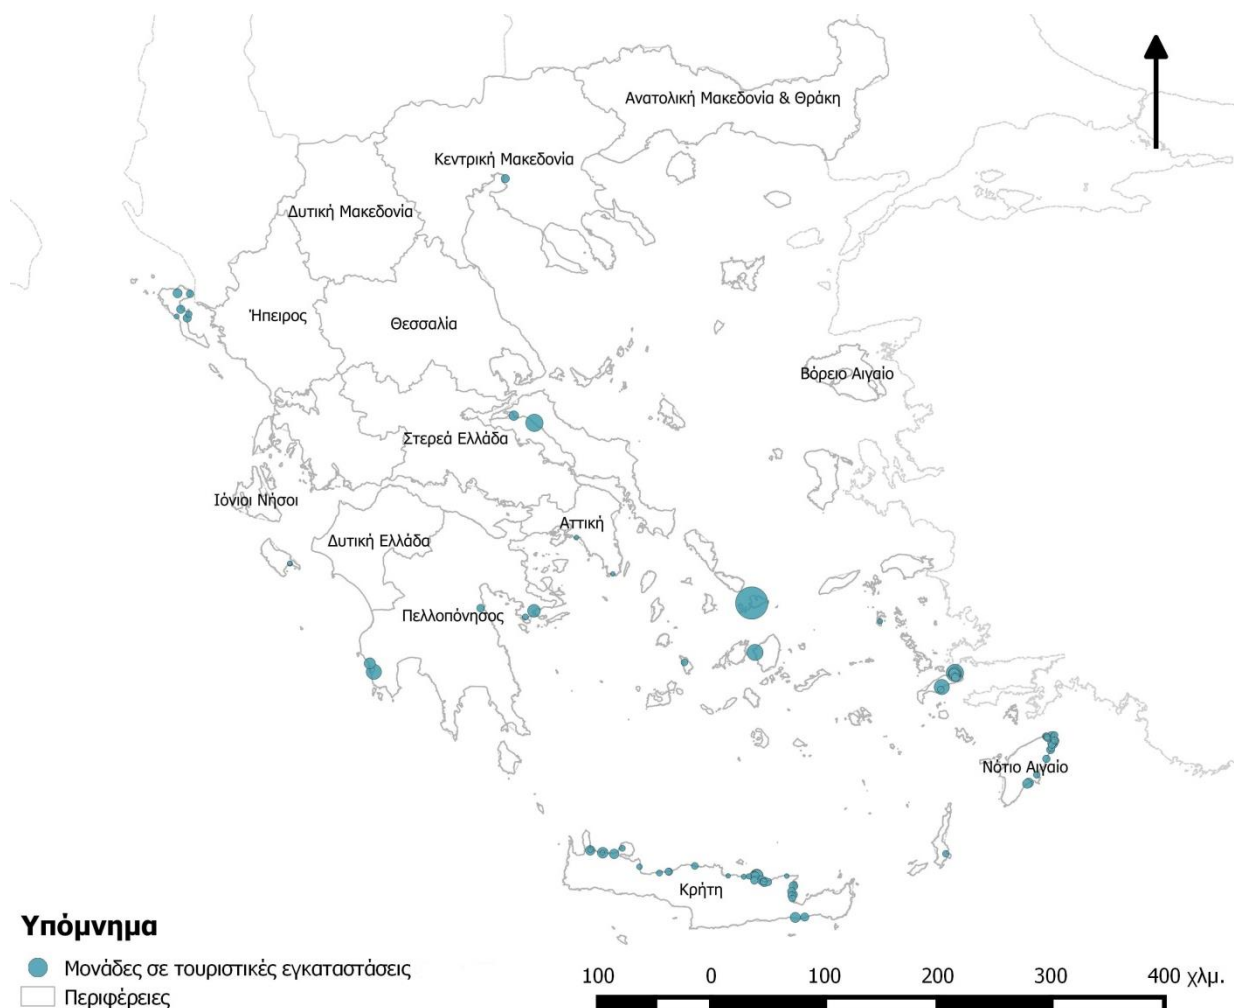 Ανατολική Μακεδονία & Θράκη
Κεντρική Μακεδονία
Δυτική Μακεδονία
Ήπειρος
Θεσσαλία
Βόρειο Αιγαίο
Στερεά Ελλάδα
Ιόνιοι Νήσοι
Αττική
Δυτική Ελλάδα
Πελλοπόνησος
Νότιο Αιγαίο
Κρήτη
Υπόμνημα
Μονάδες σε τουριστικές εγκαταστάσεις
Περιφέρειες
100 0 100 200 300 400 χλμ.